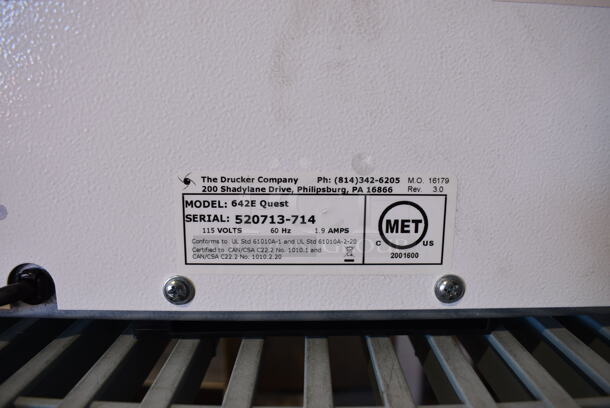 The Drucker Company Ph: (814)342-6205 M.O. 16179
200 Shadylane Drive, Philipsburg, PA 16866 Rev. 3.0
MODEL: 642E Quest
SERIAL: 520713-714
115 VOLTS 60 Hz 1.9 AMPS
Conforms to UL Std 61010A-1 and UL Std 61010A-2-20
Certified to CAN/CSA C22.2 No. 1010.1 and
CAN/CSA C22.2 No. 1010.2.20
MET
C US
2001600